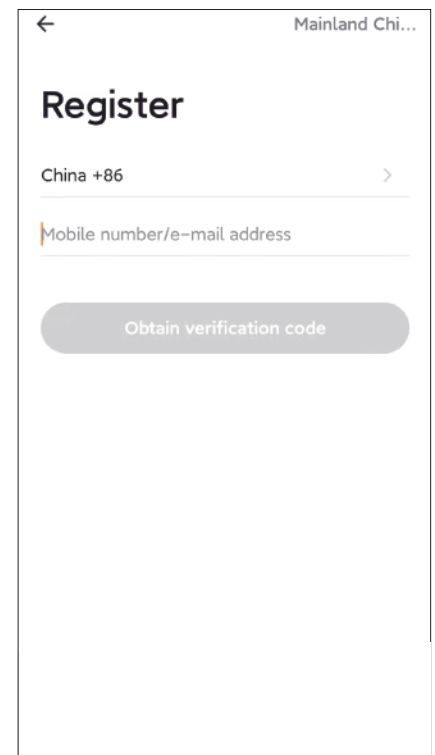 Mainland Chi...
Register
China +86
Mobile number/e-mail address
Obtain verification code